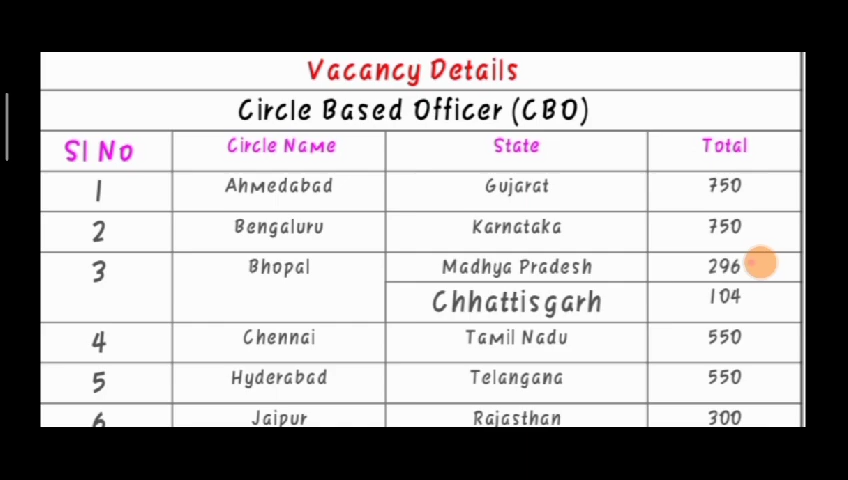 Vacancy Details
Circle Based Officer (CBO)
Sl No Circle Name State Total
1 Ahmedabad Gujarat 750
2 Bengaluru Karnataka 750
3 Bhopal Madhya Pradesh 296
Chhattisgarh 104
4 Chennai Tamil Nadu 550
5 Hyderabad Telangana 550
6 Jaipur Rajasthan 300